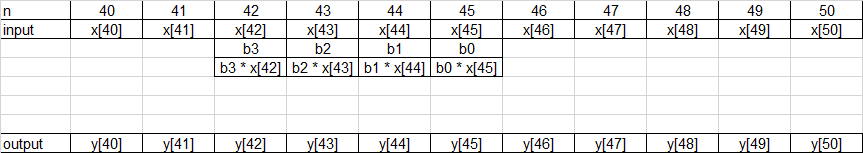 n 40 41 42 43 44 45 46 47 48 49 50
input x[40] x[41] x[42] x[43] x[44] x[45] x[46] x[47] x[48] x[49] x[50]
b3 b2 b1 b0
b3 * x[42] b2 * x[43] b1 * x[44] b0 * x[45]
output y[40] y[41] y[42] y[43] y[44] y[45] y[46] y[47] y[48] y[49] y[50]